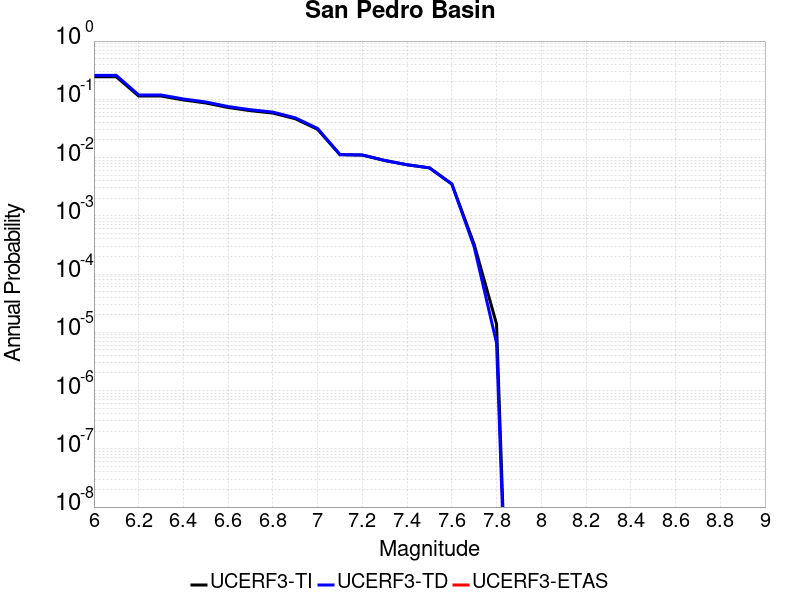 San Pedro Basin
10^0
10^-1
10^-2
10^-3
10^-4
10^-5
10^-6
10^-7
10^-8
Annual Probability
6 6.2 6.4 6.6 6.8 7 7.2 7.4 7.6 7.8 8 8.2 8.4 8.6 8.8 9
Magnitude
UCERF3-TI UCERF3-TD UCERF3-ETAS